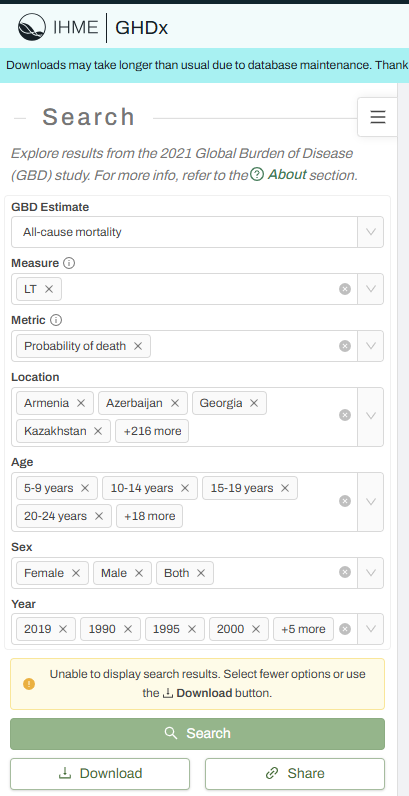 IHME GHDx
Downloads may take longer than usual due to database maintenance. Thank
Search
Explore results from the 2021 Global Burden of Disease
(GBD) study. For more info, refer to the ? About section.
GBD Estimate
All-cause mortality
Measure
LT
Metric
Probability of death
Location
Armenia Azerbaijan Georgia
Kazakhstan +216 more
Age
5-9 years 10-14 years 15-19 years
20-24 years +18 more
Sex
Female Male Both
Year
2019 1990 1995 2000 +5 more
Unable to display search results. Select fewer options or use
the Download button.
Search
Download Share